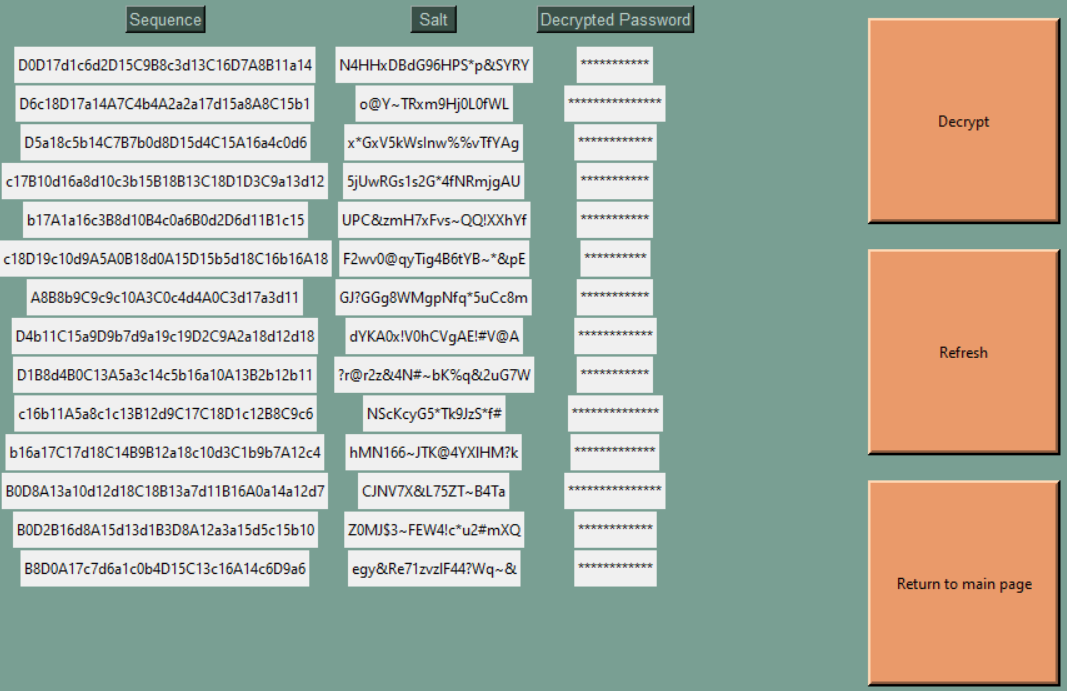 Sequence Salt Decrypted Password
D0D17d1c6d2D15C9B8c3d13C16D7A8B11a14 N4HHxDBdG96HPS*p&SYRY ***********
D6c18D17a14A7C4b4A2a2a17d15a8A8C15b1 o@Y~TRxm9Hj0L0fWL ***************
D5a18c5b14C7B7b0d8D15d4C15A16a4c0d6 x*GxV5kWslnw%%vTfYAg ************
c17B10d16a8d10c3b15B18B13C18D1D3C9a13d12 5jUwRGs1s2G*4fNRmjgAU ***********
b17A1a16c3B8d10B4c0a6B0d2D6d11B1c15 UPC&zmH7xFvs~QQ!XXhYf ***********
c18D19c10d9A5A0B18d0A15D15b5d18C16b16A18 F2wv0@qyTig4B6tYB~*&pE **********
A8B8b9C9c9c10A3C0c4d4A0C3d17a3d11 GJ?GGg8WMgpNfq*5uCc8m ***********
D4b11C15a9D9b7d9a19c19D2C9A2a18d12d18 dYKA0x!V0hCVgAE!#V@A ************
D1B8d4B0C13A5a3c14c5b16a10A13B2b12b11 ?r@r2z&4N#~bK%q&2uG7W ***********
c16b11A5a8c1c13B12d9C17C18D1c12B8C9c6 NScKcyG5*Tk9JzS*f# **************
b16a17C17d18C14B9B12a18c10d3C1b9b7A12c4 hMN166~JTK@4YXIHM?k *************
B0D8A13a10d12d18C18B13a7d11B16A0a14a12d7 CJNV7X&L75ZT~B4Ta ***************
B0D2B16d8A15d13d1B3D8A12a3a15d5c15b10 Z0MJ$3~FEW4!c*u2#mXQ ************
B8D0A17c7d6a1c0b4D15C13c16A14c6D9a6 egy&Re71zvzIF44?Wq~& ************
Decrypt
Refresh
Return to main page